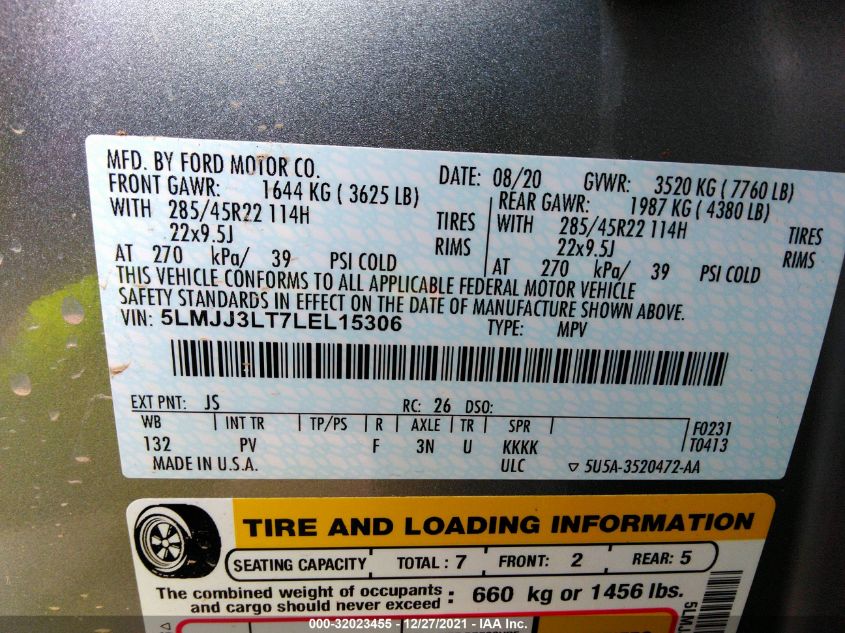 MFD. BY FORD MOTOR CO.
DATE: 08/20 GVWR: 3520 KG ( 7760 LB)
FRONT GAWR: 1644 KG ( 3625 LB)
WITH 285/45R22 114H TIRES
22x9.5J RIMS
AT 270 kPa/ 39 PSI COLD
REAR GAWR: 1987 KG ( 4380 LB)
WITH 285/45R22 114H TIRES
22x9.5J RIMS
AT 270 kPa/ 39 PSI COLD
THIS VEHICLE CONFORMS TO ALL APPLICABLE FEDERAL MOTOR VEHICLE
SAFETY STANDARDS IN EFFECT ON THE DATE OF MANUFACTURE SHOWN ABOVE.
VIN: 5LMJJ3LT7LEL15306 TYPE: MPV
EXT PNT: JS RC: 26 DSO:
WB INT TR TP/PS R AXLE TR SPR F0231
132 PV F 3N U KKKK T0413
MADE IN U.S.A. ULC 5U5A-3520472-AA
TIRE AND LOADING INFORMATION
SEATING CAPACITY TOTAL : 7 FRONT: 2 REAR: 5
The combined weight of occupants
and cargo should never exceed : 660 kg or 1456 lbs.
5LMJ
000-32023455 - 12/27/2021 - IAA Inc.